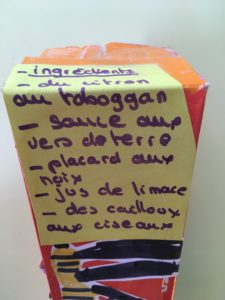 - ingrédients
- du citron
au toboggan
- sauce aux
vers de terre
- placard aux
noix
- jus de limace
- des cailloux
aux ciseaux